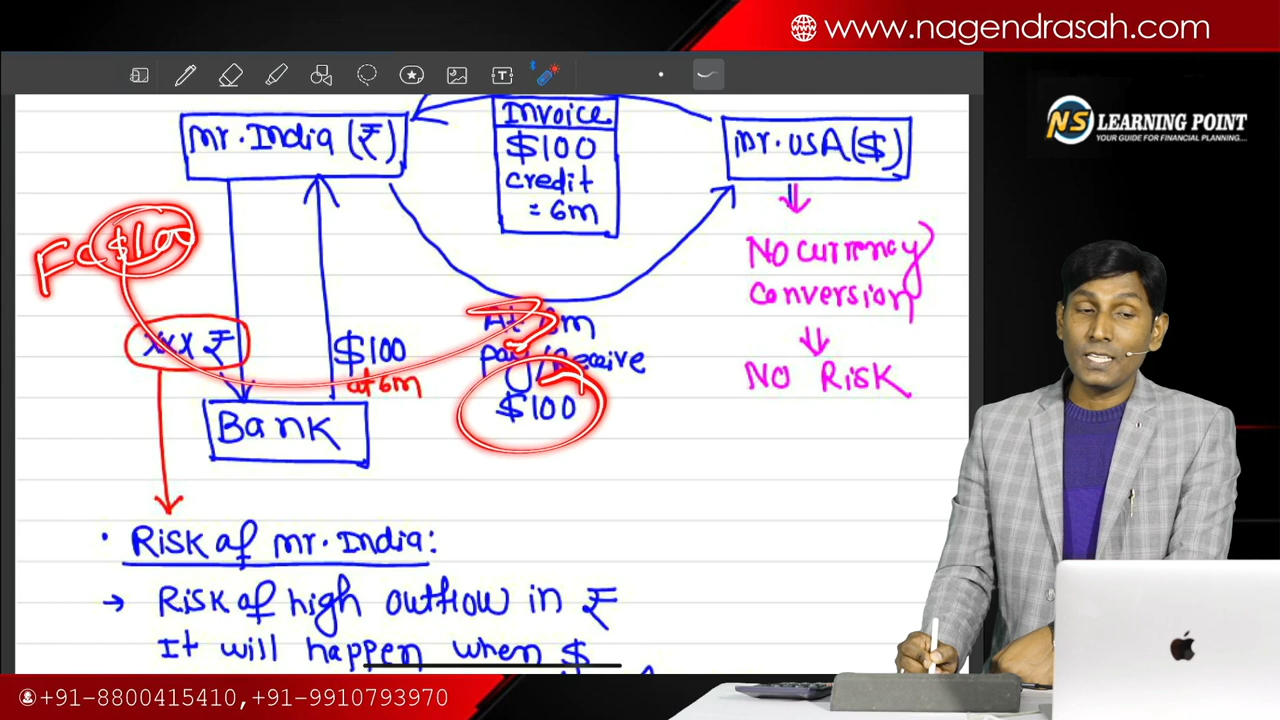 www.nagendrasah.com
NS LEARNING POINT
YOUR GUIDE FOR FINANCIAL PLANNING...
Mr. India (₹)
Invoice
$100
credit
= 6m
Mr. USA ($)
FC $100
No currency
conversion
xxx ₹
$100
at 6m
At 6m
Pay/Receive
$100
No Risk
Bank
• Risk of Mr. India:
→ Risk of high outflow in ₹
It will happen when $
+91-8800415410,+91-9910793970